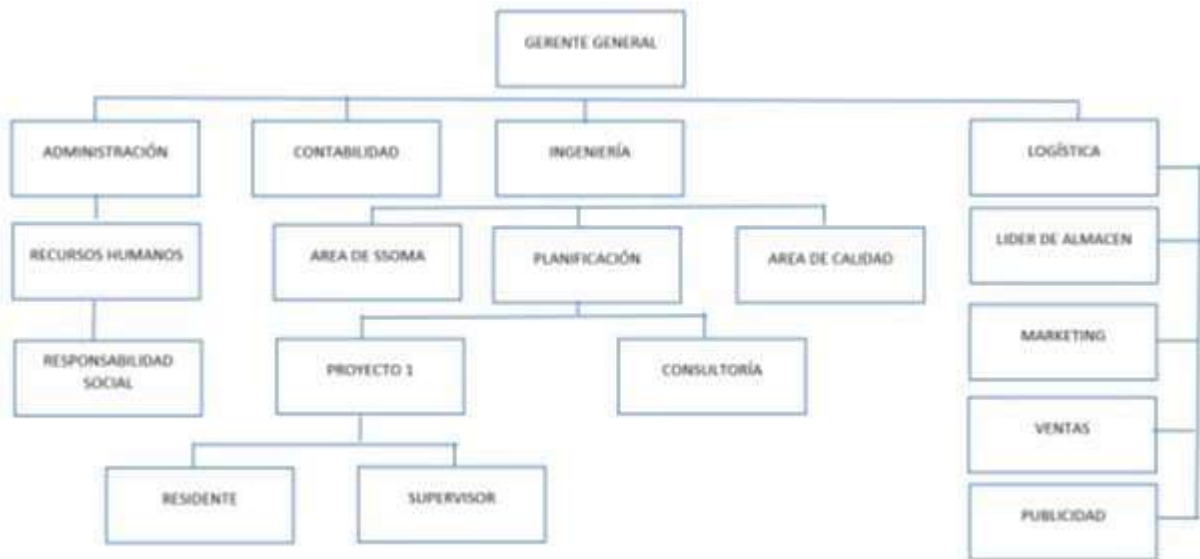 GERENTE GENERAL
ADMINISTRACIÓN
CONTABILIDAD
INGENIERÍA
LOGÍSTICA
RECURSOS HUMANOS
AREA DE SSOMA
PLANIFICACIÓN
AREA DE CALIDAD
LIDER DE ALMACEN
RESPONSABILIDAD
SOCIAL
PROYECTO 1
CONSULTORÍA
MARKETING
VENTAS
RESIDENTE
SUPERVISOR
PUBLICIDAD